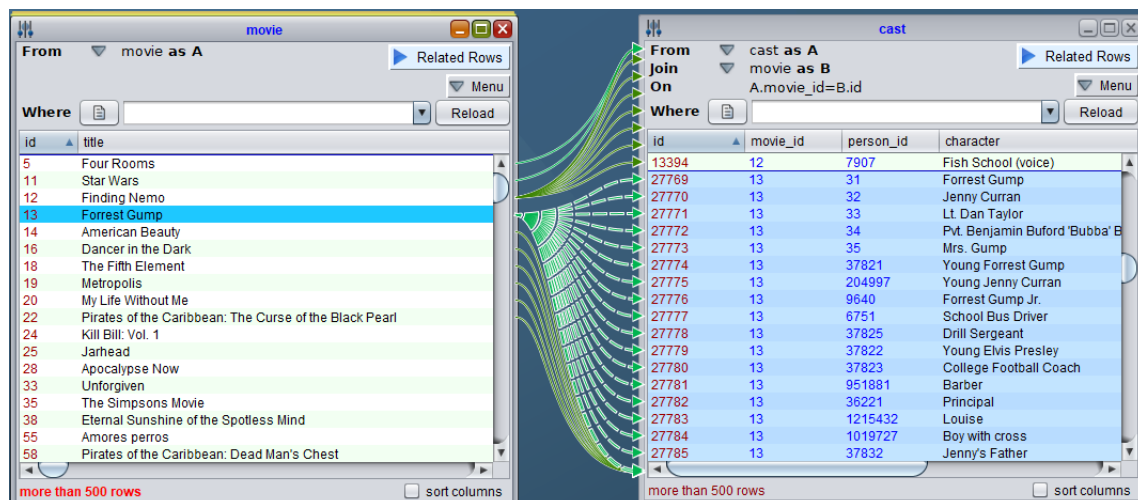 movie
From movie as A
Related Rows
Menu
Where Reload
id title
5 Four Rooms
11 Star Wars
12 Finding Nemo
13 Forrest Gump
14 American Beauty
16 Dancer in the Dark
18 The Fifth Element
19 Metropolis
20 My Life Without Me
22 Pirates of the Caribbean: The Curse of the Black Pearl
24 Kill Bill: Vol. 1
25 Jarhead
28 Apocalypse Now
33 Unforgiven
35 The Simpsons Movie
38 Eternal Sunshine of the Spotless Mind
55 Amores perros
58 Pirates of the Caribbean: Dead Man's Chest
more than 500 rows sort columns
cast
From cast as A
Related Rows
Join movie as B
On A.movie_id=B.id
Menu
Where Reload
id movie_id person_id character
13394 12 7907 Fish School (voice)
27769 13 31 Forrest Gump
27770 13 32 Jenny Curran
27771 13 33 Lt. Dan Taylor
27772 13 34 Pvt. Benjamin Buford 'Bubba' B
27773 13 35 Mrs. Gump
27774 13 37821 Young Forrest Gump
27775 13 204997 Young Jenny Curran
27776 13 9640 Forrest Gump Jr.
27777 13 6751 School Bus Driver
27778 13 37825 Drill Sergeant
27779 13 37822 Young Elvis Presley
27780 13 37823 College Football Coach
27781 13 951881 Barber
27782 13 36221 Principal
27783 13 1215432 Louise
27784 13 1019727 Boy with cross
27785 13 37832 Jenny's Father
more than 500 rows sort columns